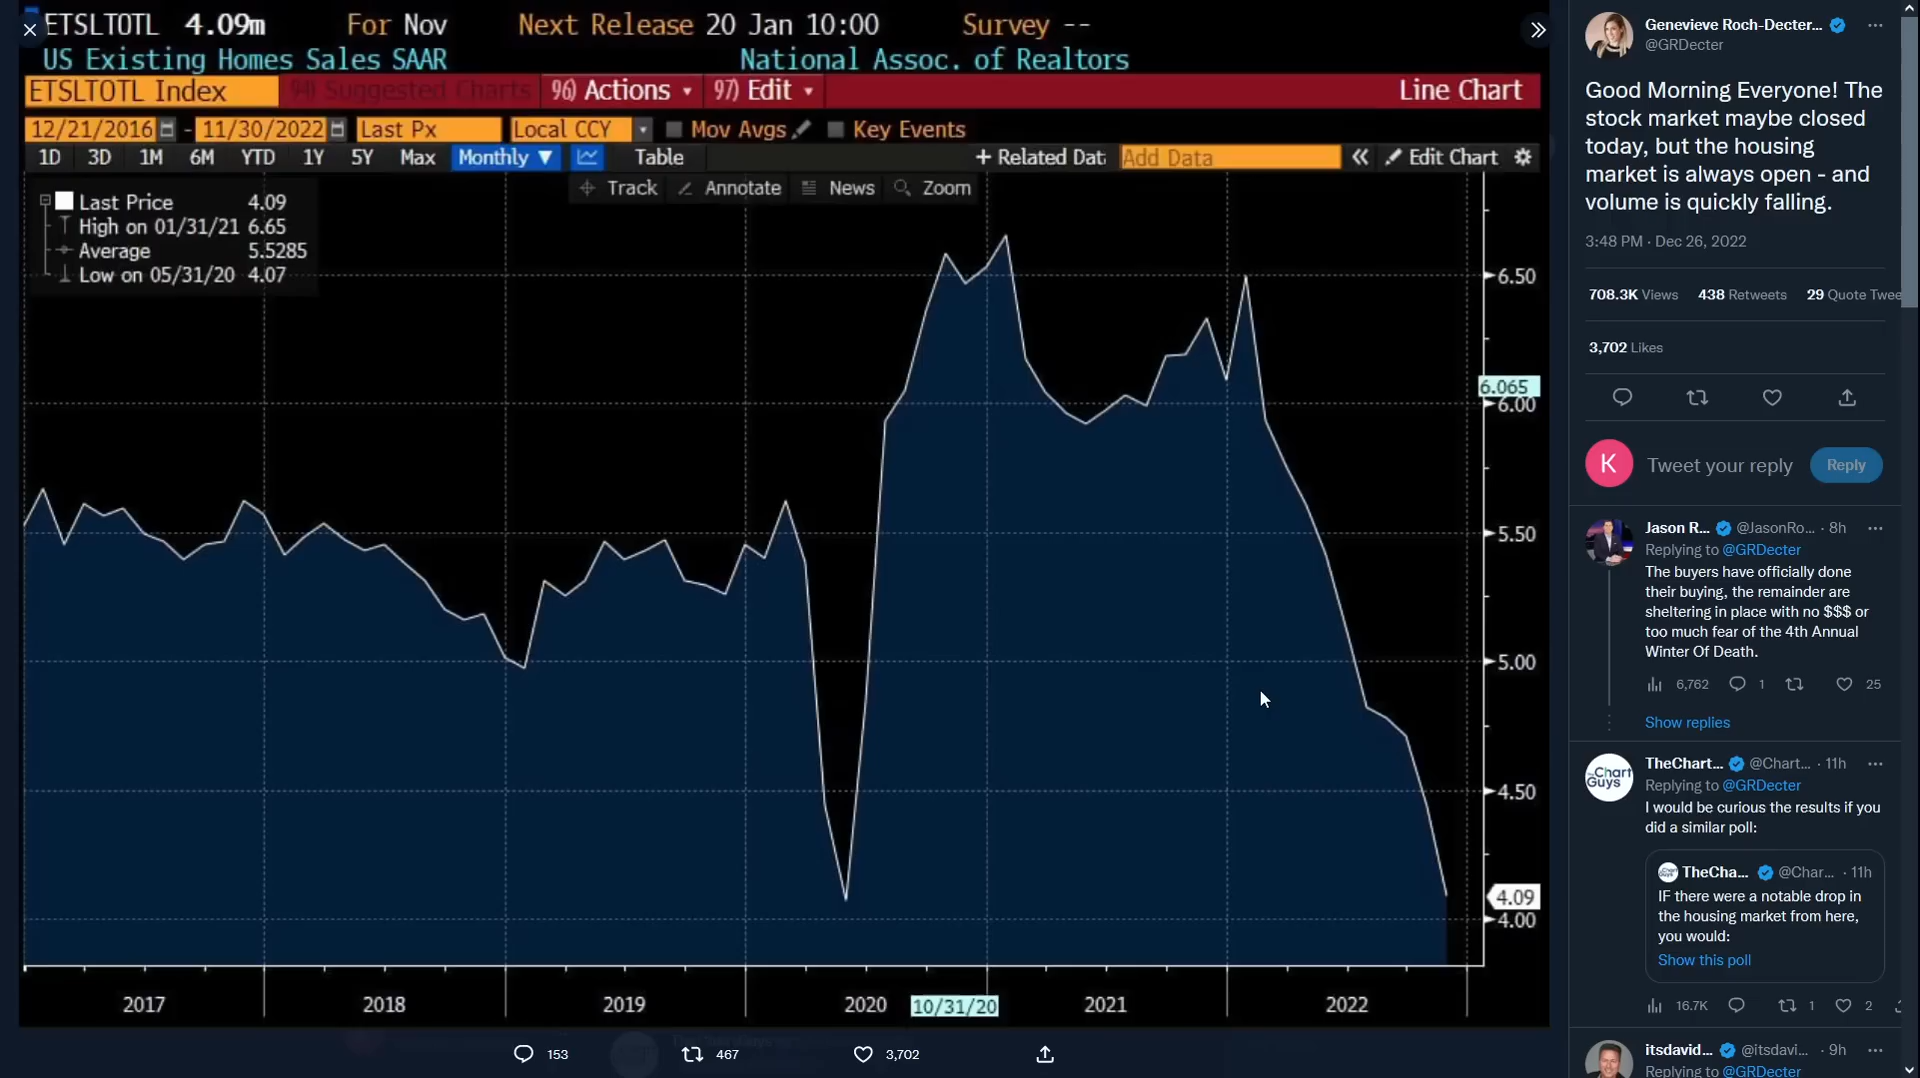 ETSLTOTL 4.09m For Nov Next Release 20 Jan 10:00 Survey --
US Existing Homes Sales SAAR National Assoc. of Realtors
ETSLTOTL Index 94) Suggested Charts 96) Actions 97) Edit Line Chart
12/21/2016 - 11/30/2022 Last Px Local CCY Mov Avgs Key Events
1D 3D 1M 6M YTD 1Y 5Y Max Monthly ▼ Table + Related Dat Add Data « Edit Chart
Track Annotate News Zoom
Last Price 4.09
High on 01/31/21 6.65
Average 5.5285
Low on 05/31/20 4.07
6.50
6.065
6.00
5.50
5.00
4.50
4.09
4.00
2017 2018 2019 2020 10/31/20 2021 2022
153 467 3,702
Genevieve Roch-Decter...
@GRDecter
Good Morning Everyone! The
stock market maybe closed
today, but the housing
market is always open - and
volume is quickly falling.
3:48 PM · Dec 26, 2022
708.3K Views 438 Retweets 29 Quote Twee
3,702 Likes
K Tweet your reply Reply
Jason R... @JasonRo... · 8h
Replying to @GRDecter
The buyers have officially done
their buying, the remainder are
sheltering in place with no $$$ or
too much fear of the 4th Annual
Winter Of Death.
6,762 1 25
Show replies
Chart Guys
TheChart... @Chart... · 11h
Replying to @GRDecter
I would be curious the results if you
did a similar poll:
TheCha... @Char... · 11h
IF there were a notable drop in
the housing market from here,
you would:
Show this poll
16.7K 1 2
itsdavid... @itsdavi... · 9h
Replying to @GRDecter